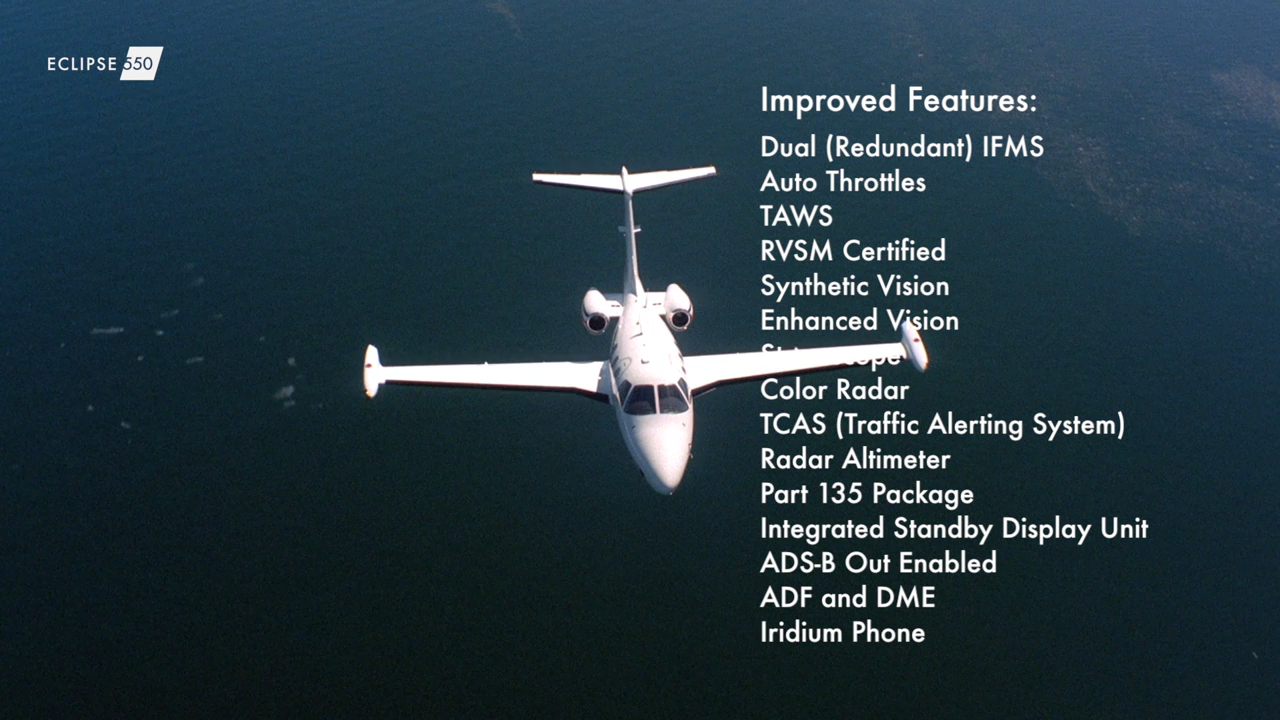 ECLIPSE 550
Improved Features:
Dual (Redundant) IFMS
Auto Throttles
TAWS
RVSM Certified
Synthetic Vision
Enhanced Vision
Color Radar
TCAS (Traffic Alerting System)
Radar Altimeter
Part 135 Package
Integrated Standby Display Unit
ADS-B Out Enabled
ADF and DME
Iridium Phone